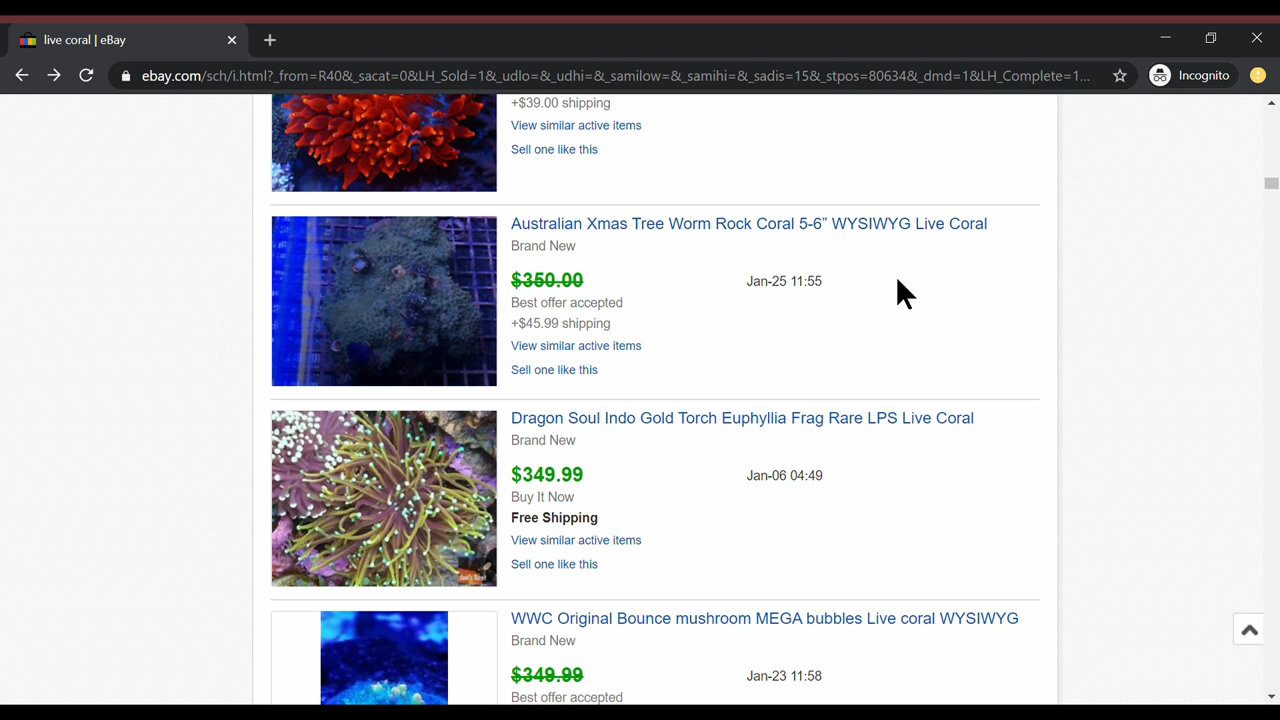 live coral | eBay
ebay.com/sch/i.html?_from=R40&_sacat=0&LH_Sold=1&_udlo=&_udhi=&_samilow=&_samihi=&_sadis=15&_stpos=80634&_dmd=1&LH_Complete=1...
Incognito
+$39.00 shipping
View similar active items
Sell one like this
Australian Xmas Tree Worm Rock Coral 5-6” WYSIWYG Live Coral
Brand New
$350.00 Jan-25 11:55
Best offer accepted
+$45.99 shipping
View similar active items
Sell one like this
Dragon Soul Indo Gold Torch Euphyllia Frag Rare LPS Live Coral
Brand New
$349.99 Jan-06 04:49
Buy It Now
Free Shipping
View similar active items
Sell one like this
WWC Original Bounce mushroom MEGA bubbles Live coral WYSIWYG
Brand New
$349.99 Jan-23 11:58
Best offer accepted